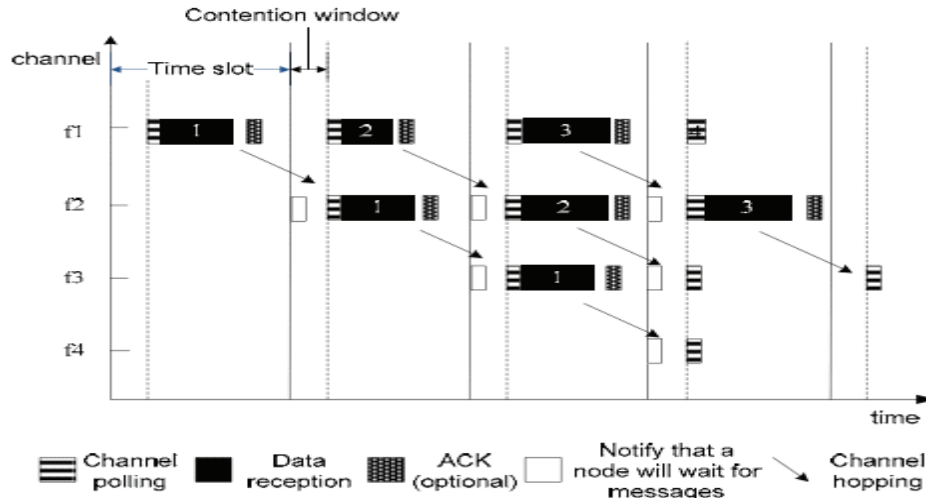 Contention window
channel
Time slot
f1
1
2
3
4
f2
1
2
3
f3
1
f4
time
Channel polling
Data reception
ACK (optional)
Notify that a node will wait for messages
Channel hopping